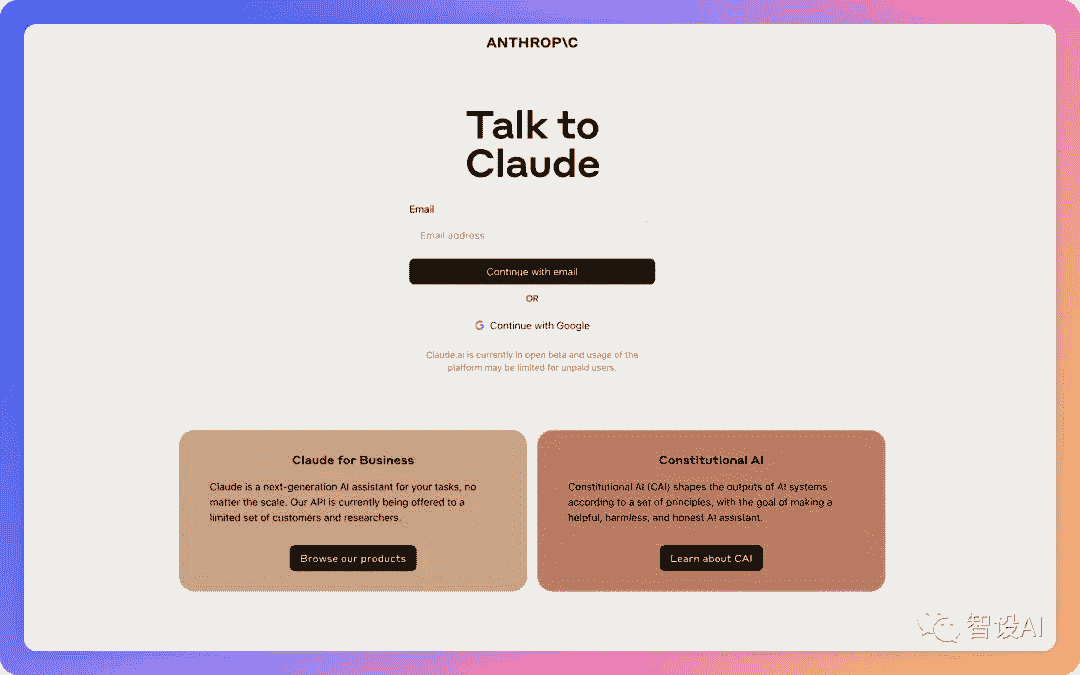 ANTHROP\C
Talk to
Claude
Email
Email address
Continue with email
OR
Continue with Google
Claude.ai is currently in open beta and usage of the
platform may be limited for unpaid users.
Claude for Business
Claude is a next-generation AI assistant for your tasks, no
matter the scale. Our API is currently being offered to a
limited set of customers and researchers.
Browse our products
Constitutional AI
Constitutional AI (CAI) shapes the outputs of AI systems
according to a set of principles, with the goal of making a
helpful, harmless, and honest AI assistant.
Learn about CAI
智设AI